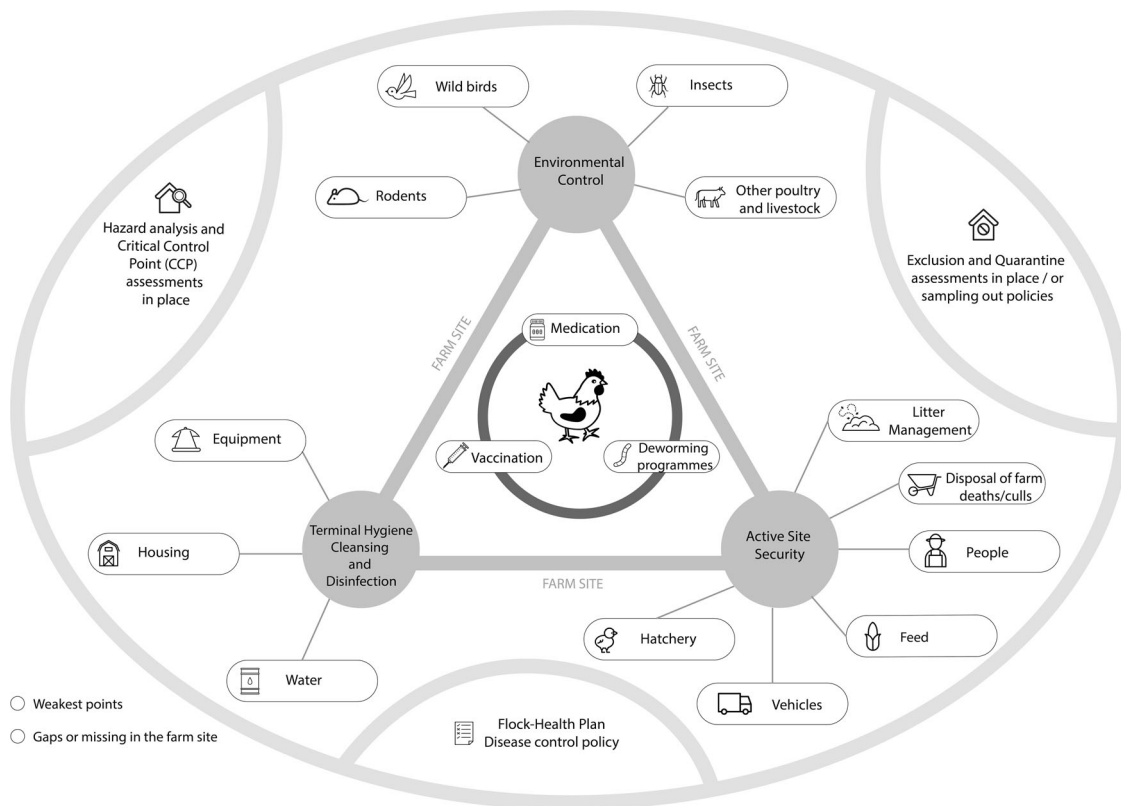 Wild birds
Insects
Environmental
Control
Rodents
Other poultry
and livestock
Hazard analysis and
Critical Control
Point (CCP)
assessments
in place
Exclusion and Quarantine
assessments in place / or
sampling out policies
FARM SITE
FARM SITE
Medication
Vaccination
Deworming
programmes
Equipment
Litter
Management
Disposal of farm
deaths/culls
Housing
Terminal Hygiene
Cleansing
and
Disinfection
Active Site
Security
People
FARM SITE
Hatchery
Feed
Water
Vehicles
Weakest points
Gaps or missing in the farm site
Flock-Health Plan
Disease control policy